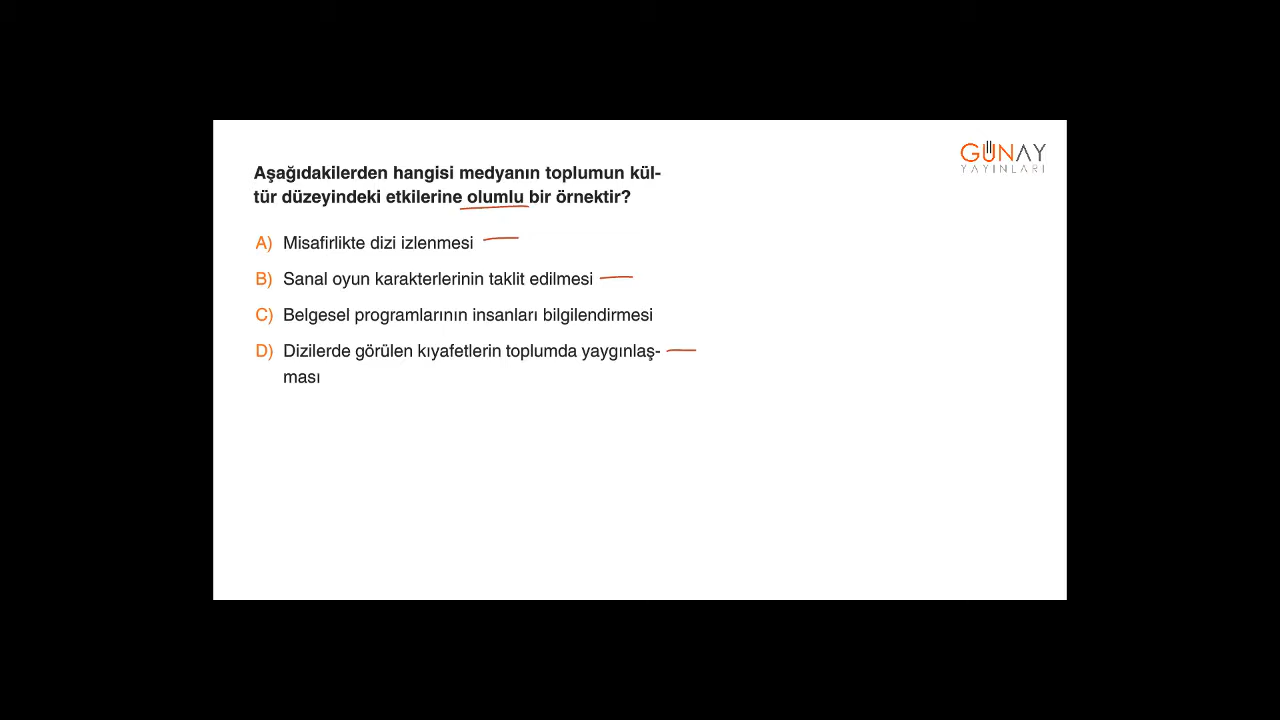 GÜNAY
YAYINLARI
Aşağıdakilerden hangisi medyanın toplumun kül-
tür düzeyindeki etkilerine olumlu bir örnektir?
A) Misafirlikte dizi izlenmesi
B) Sanal oyun karakterlerinin taklit edilmesi
C) Belgesel programlarının insanları bilgilendirmesi
D) Dizilerde görülen kıyafetlerin toplumda yaygınlaş-
ması